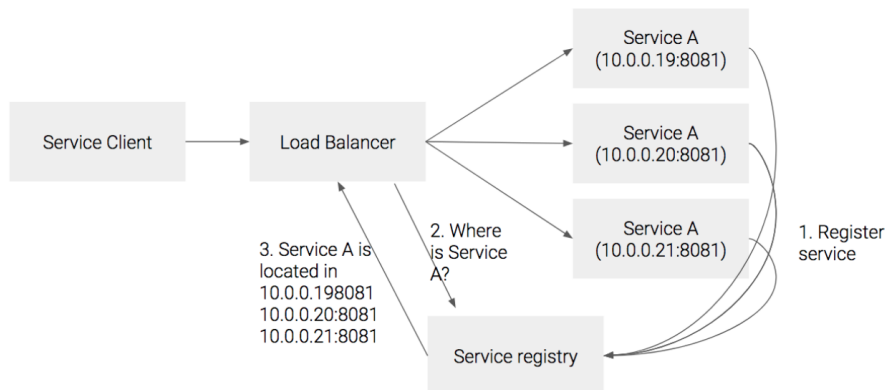 Service Client
Load Balancer
Service A
(10.0.0.19:8081)
Service A
(10.0.0.20:8081)
Service A
(10.0.0.21:8081)
1. Register
service
2. Where
is Service
A?
3. Service A is
located in
10.0.0.198081
10.0.0.20:8081
10.0.0.21:8081
Service registry